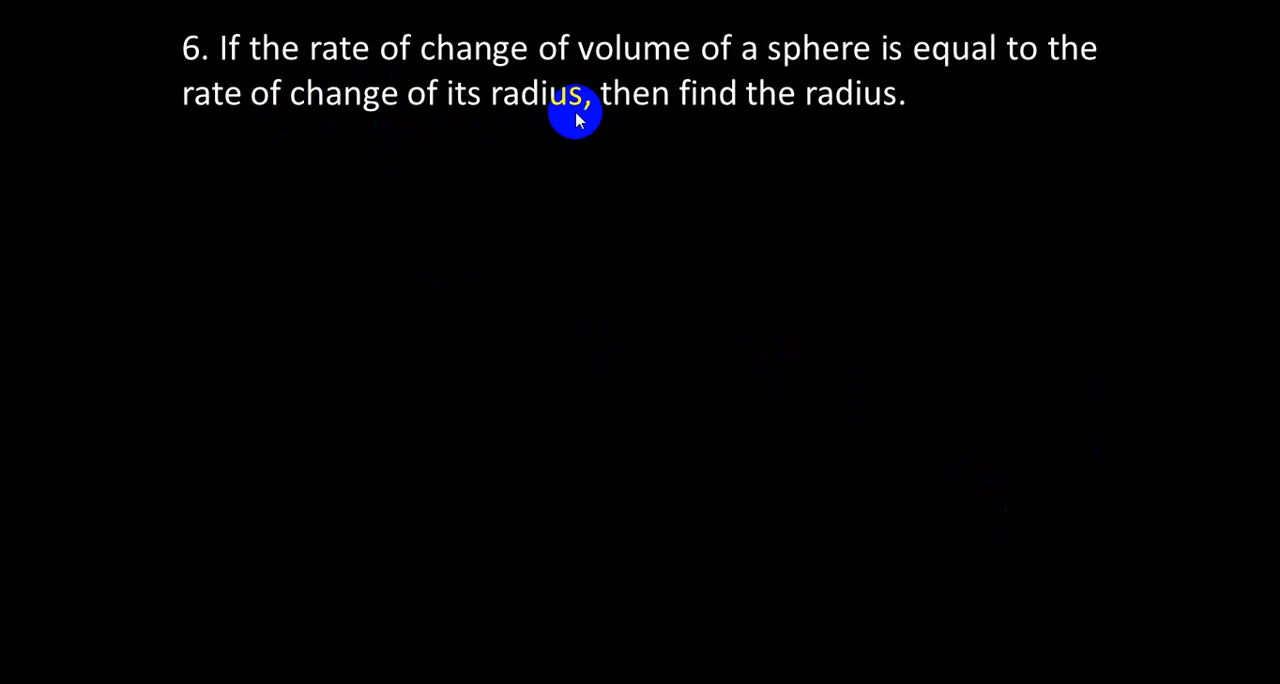 6. If the rate of change of volume of a sphere is equal to the
rate of change of its radius, then find the radius.